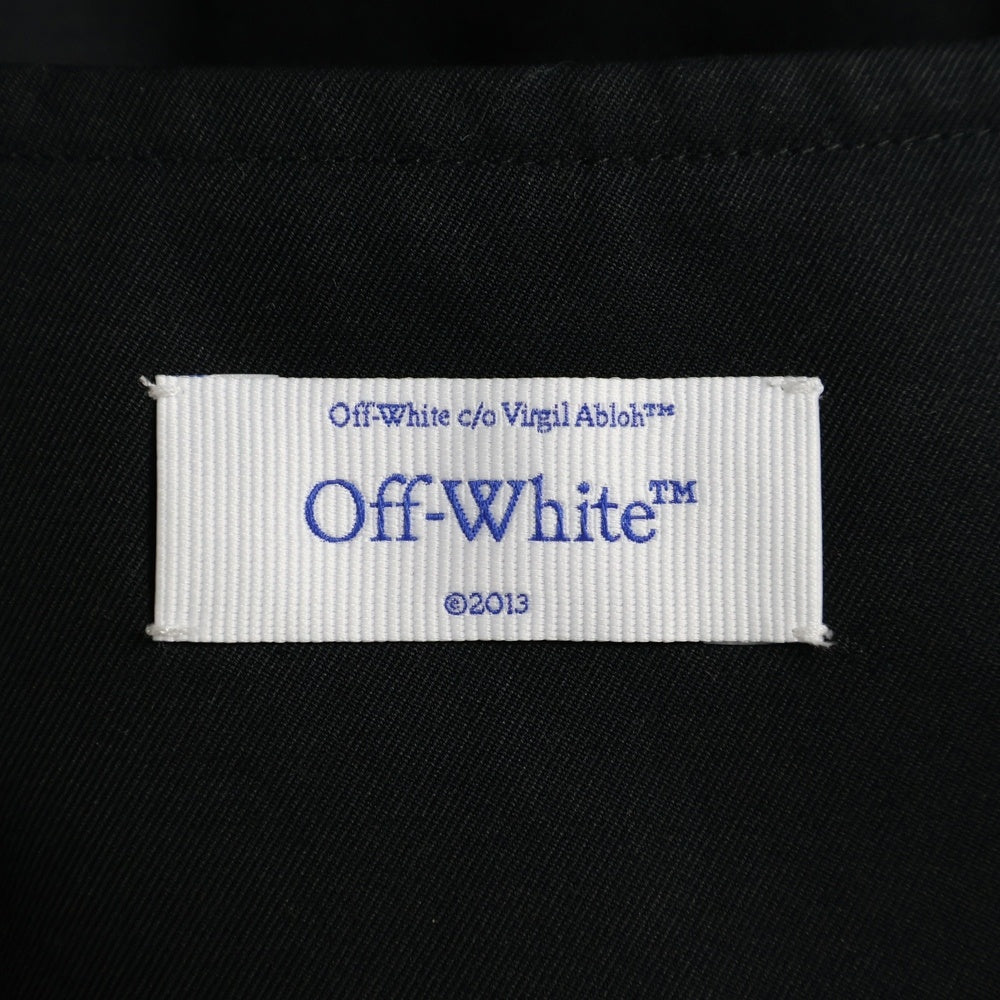 Off-White c/o Virgil Abloh™
Off-White™
©2013